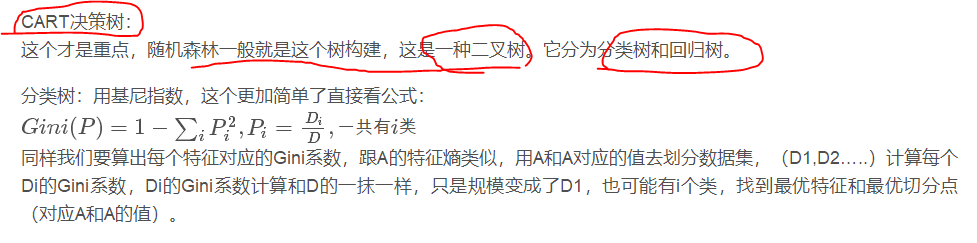 CART决策树：
这个才是重点，随机森林一般就是这个树构建，这是一种二叉树。它分为分类树和回归树。
分类树：用基尼指数，这个更加简单了直接看公式：
Gini(P) = 1 − ∑_i P_i^2, P_i = \frac{D_i}{D}, −共有i类
同样我们要算出每个特征对应的Gini系数，跟A的特征熵类似，用A和A对应的值去划分数据集，（D1,D2…..）计算每个
Di的Gini系数，Di的Gini系数计算和D的一抹一样，只是规模变成了D1，也可能有i个类，找到最优特征和最优切分点
（对应A和A的值）。